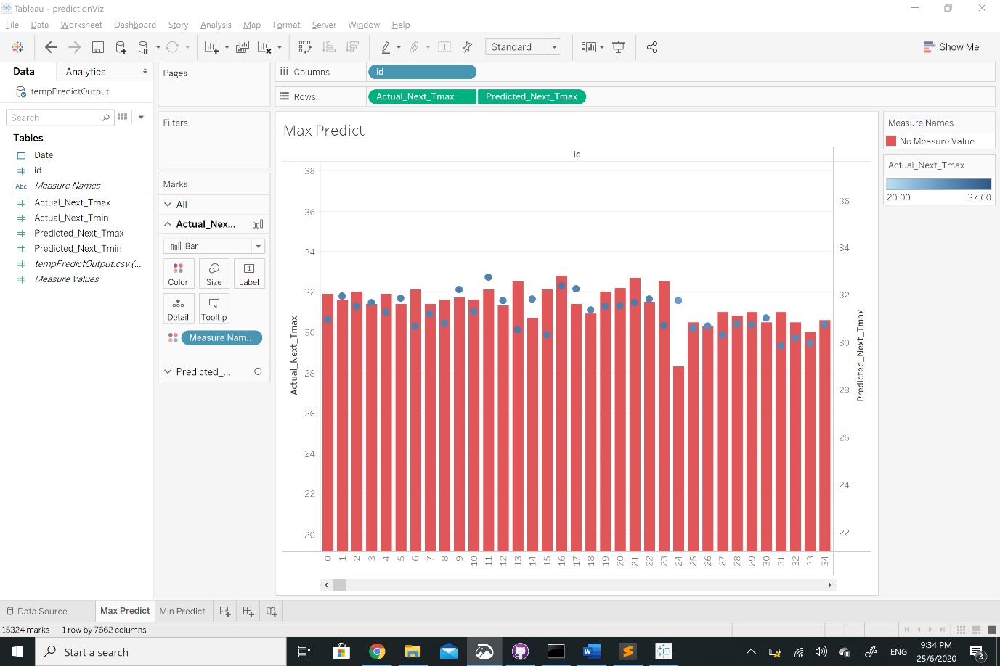 Tableau - predictionViz
File Data Worksheet Dashboard Story Analysis Map Format Server Window Help
Standard
Show Me
Data Analytics
tempPredictOutput
Search
Tables
Date
id
Abc Measure Names
Actual_Next_Tmax
Actual_Next_Tmin
Predicted_Next_Tmax
Predicted_Next_Tmin
tempPredictOutput.csv (...
Measure Values
Pages
Filters
Marks
All
Actual_Nex...
Bar
Color Size Label
Detail Tooltip
Measure Nam..
Predicted_...
Columns id
Rows Actual_Next_Tmax Predicted_Next_Tmax
Max Predict
id
Actual_Next_Tmax
38
36
34
32
30
28
26
24
22
20
0 1 2 3 4 5 6 7 8 9 10 11 12 13 14 15 16 17 18 19 20 21 22 23 24 25 26 27 28 29 30 31 32 33 34
36
34
32
30
28
26
24
22
Predicted_Next_Tmax
Measure Names
No Measure Value
Actual_Next_Tmax
20.00 37.60
Data Source Max Predict Min Predict
15324 marks 1 row by 7662 columns
Start a search
ENG
9:34 PM
25/6/2020
3